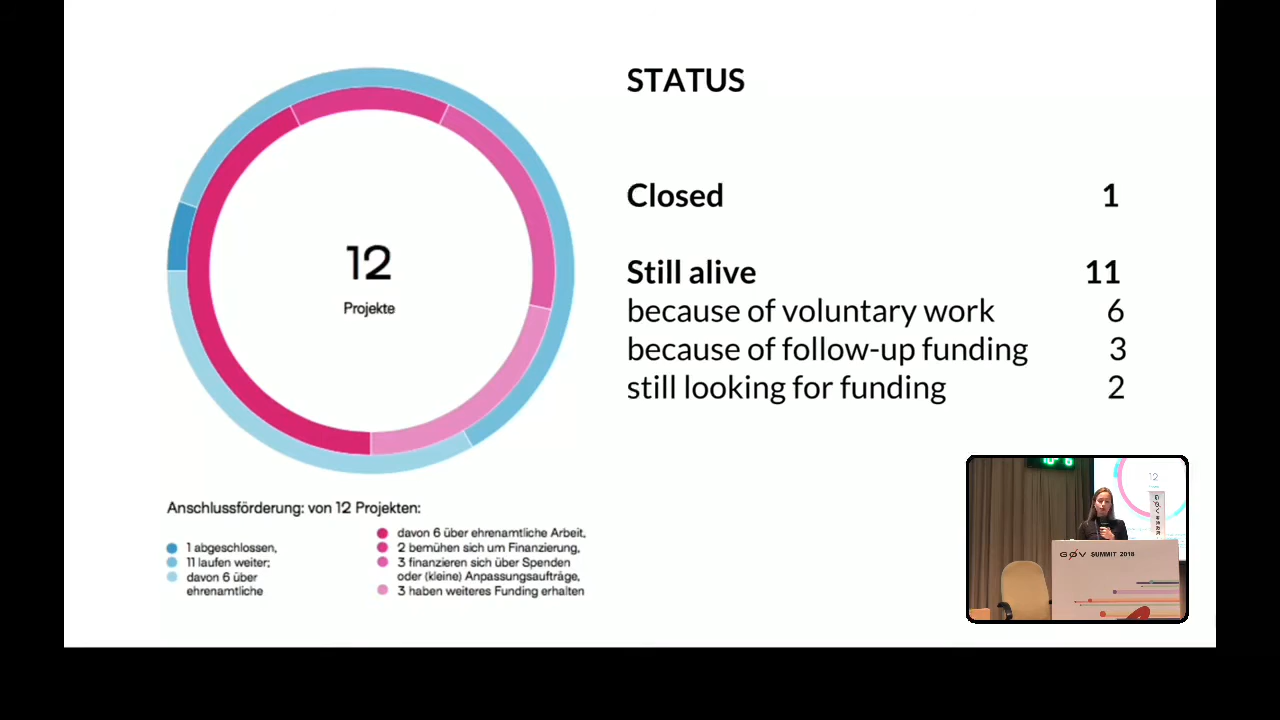 STATUS
Closed 1
Still alive 11
because of voluntary work 6
because of follow-up funding 3
still looking for funding 2
12
Projekte
Anschlussförderung: von 12 Projekten:
1 abgeschlossen,
11 laufen weiter;
davon 6 über
ehrenamtliche
davon 6 über ehrenamtliche Arbeit,
2 bemühen sich um Finanzierung,
3 finanzieren sich über Spenden
oder (kleine) Anpassungsaufträge,
3 haben weiteres Funding erhalten
12
GØV SUMMIT 2018